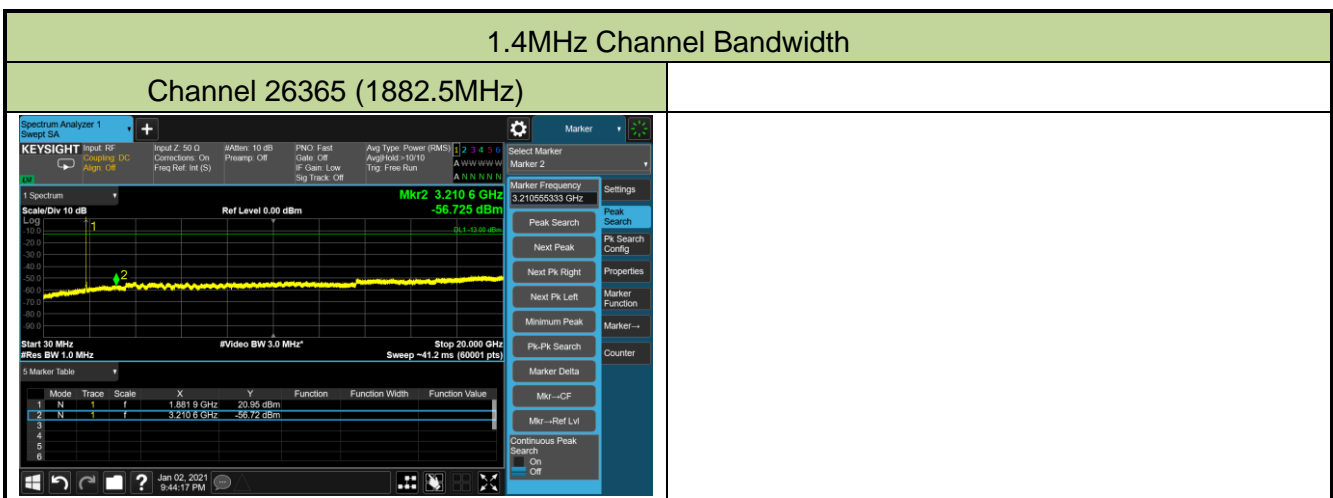 1.4MHz Channel Bandwidth
Channel 26365 (1882.5MHz)
Spectrum Analyzer 1
Swept SA
Marker
KEYSIGHT Input: RF Input Z: 50 Ω #Atten: 10 dB PNO: Fast Avg Type: Power (RMS) 1 2 3 4 5 6
Coupling: DC Corrections: On Preamp: Off Gate: Off Avg|Hold:>10/10 A W W W W W
Align: Off Freq Ref: Int (S) IF Gain: Low Trig: Free Run
Sig Track: Off A N N N N N
Select Marker
Marker 2
1 Spectrum
Mkr2 3.210 6 GHz
Scale/Div 10 dB Ref Level 0.00 dBm -56.725 dBm
Log
-10.0
-20.0
-30.0
-40.0
-50.0
-60.0
-70.0
-80.0
-90.0
1
2
DL1 -13.00 dBm
Start 30 MHz #Video BW 3.0 MHz* Stop 20.000 GHz
#Res BW 1.0 MHz Sweep ~41.2 ms (60001 pts)
5 Marker Table
Mode Trace Scale X Y Function Function Width Function Value
1 N 1 f 1.881 9 GHz 20.95 dBm
2 N 1 f 3.210 6 GHz -56.72 dBm
3
4
5
6
Marker Frequency
3.210555333 GHz
Peak Search
Next Peak
Next Pk Right
Next Pk Left
Minimum Peak
Pk-Pk Search
Marker Delta
Mkr→CF
Mkr→Ref Lvl
Continuous Peak
Search
On
Off
Settings
Peak
Search
Pk Search
Config
Properties
Marker
Function
Marker→
Counter
Jan 02, 2021
9:44:17 PM